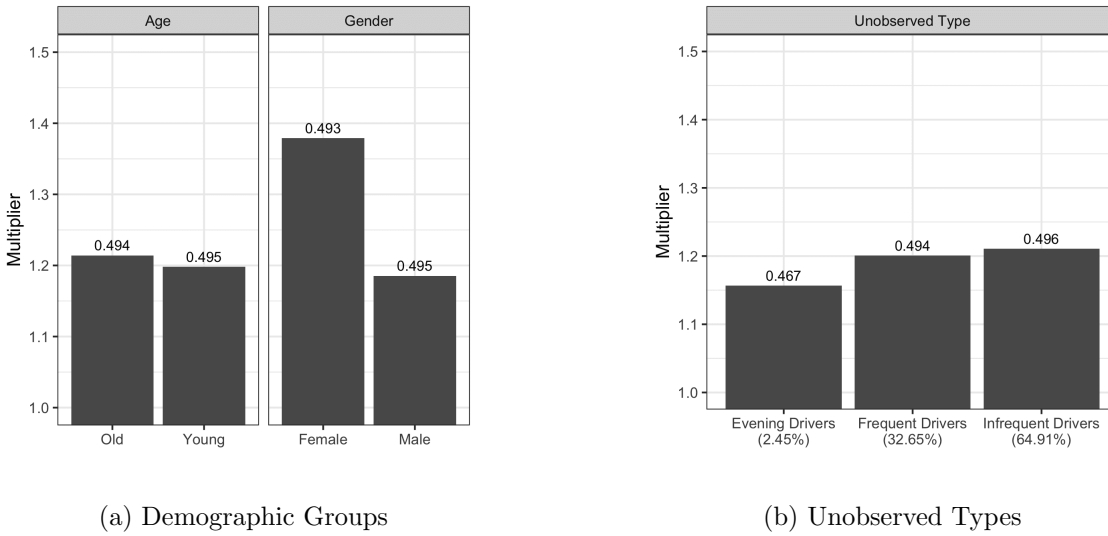 Age
Gender
Multiplier
1.5
1.4
1.3
1.2
1.1
1.0
0.494
0.495
0.493
0.495
Old
Young
Female
Male
(a) Demographic Groups
Unobserved Type
Multiplier
1.5
1.4
1.3
1.2
1.1
1.0
0.467
0.494
0.496
Evening Drivers
(2.45%)
Frequent Drivers
(32.65%)
Infrequent Drivers
(64.91%)
(b) Unobserved Types